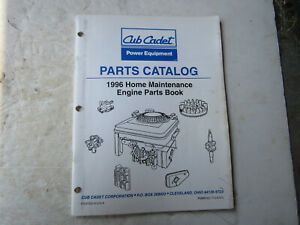 Cub Cadet
Power Equipment
PARTS CATALOG
1996 Home Maintenance
Engine Parts Book
CUB CADET CORPORATION • P.O. BOX 368023 • CLEVELAND, OHIO 44136-9723